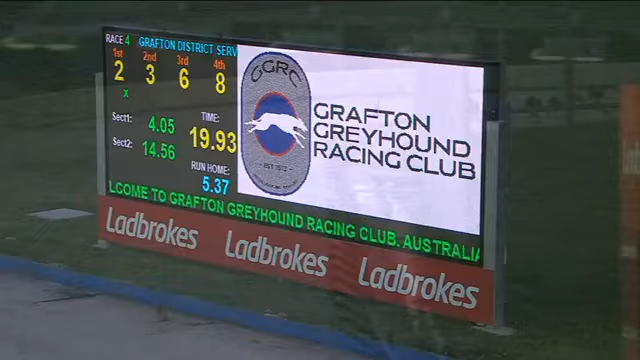 RACE 4 GRAFTON DISTRICT SERV
1st 2nd 3rd 4th
2 3 6 8
x
Sect1: 4.05
Sect2: 14.56
TIME:
19.93
RUN HOME:
5.37
GGRC
GRAFTON
GREYHOUND
RACING CLUB
LCOME TO GRAFTON GREYHOUND RACING CLUB. AUSTRALIA
Ladbrokes Ladbrokes Ladbrokes